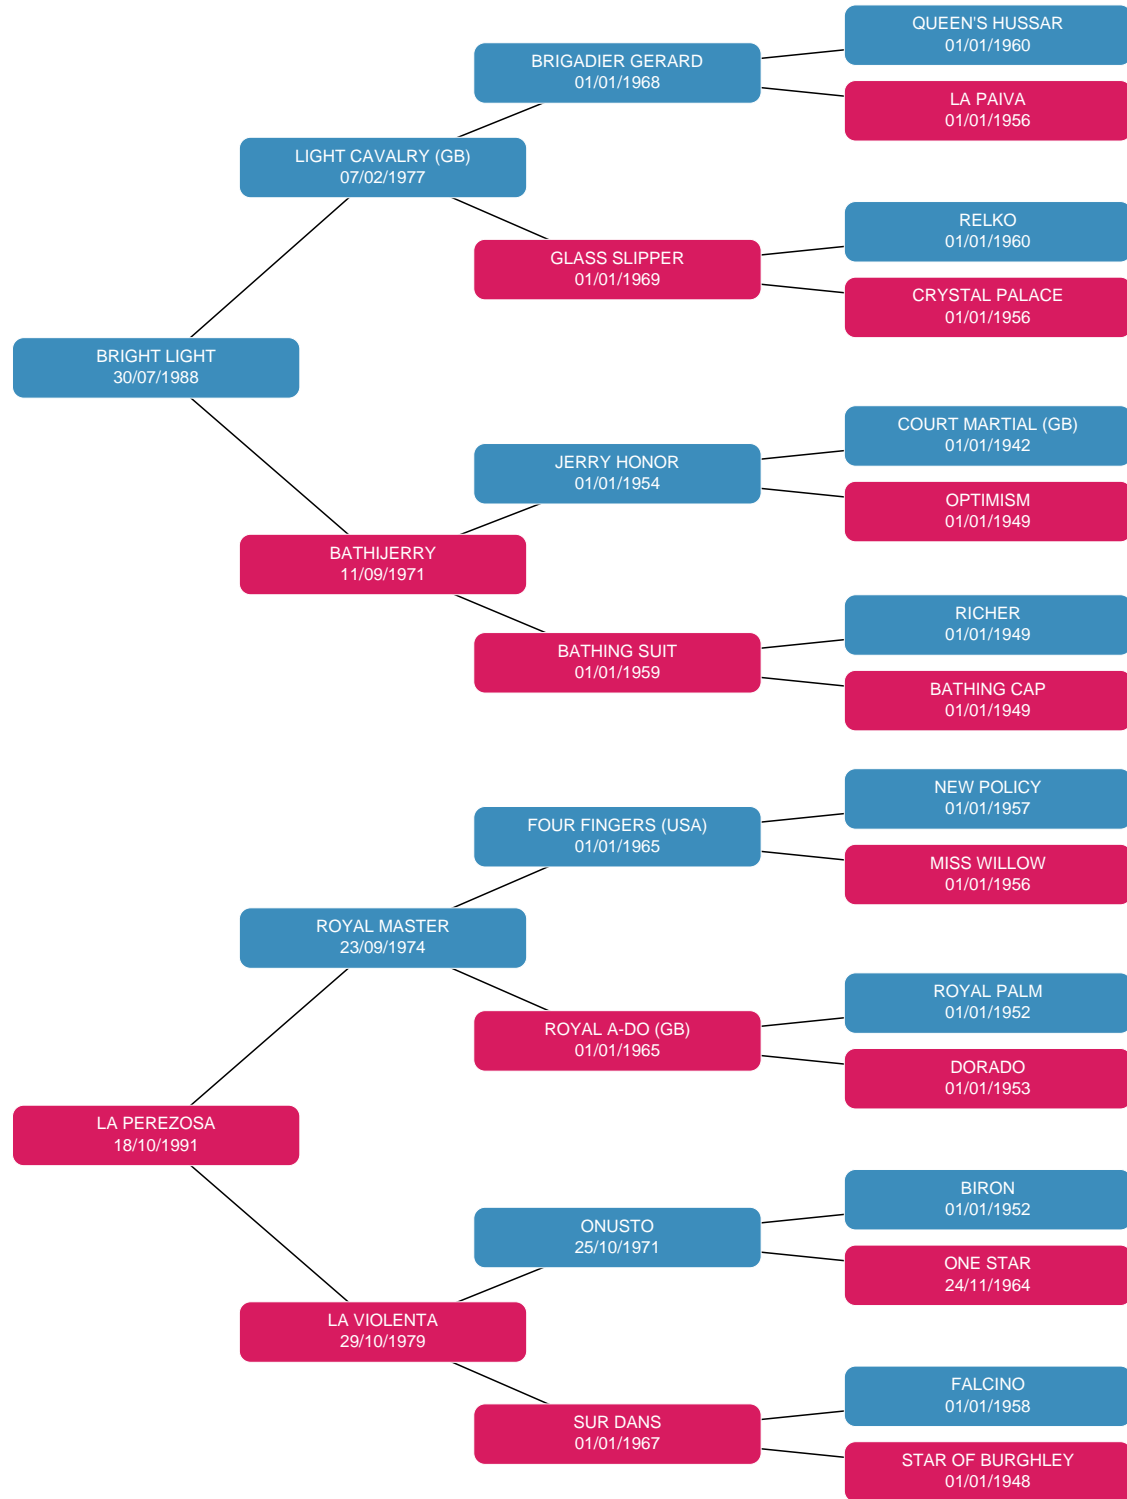 QUEEN'S HUSSAR
01/01/1960
BRIGADIER GERARD
01/01/1968
LA PAIVA
01/01/1956
LIGHT CAVALRY (GB)
07/02/1977
RELKO
01/01/1960
GLASS SLIPPER
01/01/1969
CRYSTAL PALACE
01/01/1956
BRIGHT LIGHT
30/07/1988
COURT MARTIAL (GB)
01/01/1942
JERRY HONOR
01/01/1954
OPTIMISM
01/01/1949
BATHIJERRY
11/09/1971
RICHER
01/01/1949
BATHING SUIT
01/01/1959
BATHING CAP
01/01/1949
NEW POLICY
01/01/1957
FOUR FINGERS (USA)
01/01/1965
MISS WILLOW
01/01/1956
ROYAL MASTER
23/09/1974
ROYAL PALM
01/01/1952
ROYAL A-DO (GB)
01/01/1965
DORADO
01/01/1953
LA PEREZOSA
18/10/1991
BIRON
01/01/1952
ONUSTO
25/10/1971
ONE STAR
24/11/1964
LA VIOLENTA
29/10/1979
FALCINO
01/01/1958
SUR DANS
01/01/1967
STAR OF BURGHLEY
01/01/1948